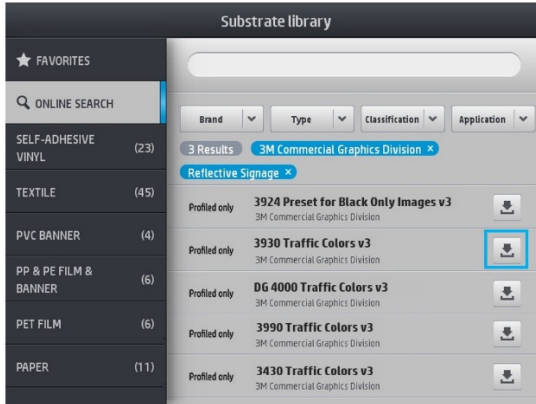 Substrate library
FAVORITES
ONLINE SEARCH
SELF-ADHESIVE
VINYL (23)
TEXTILE (45)
PVC BANNER (4)
PP & PE FILM &
BANNER (6)
PET FILM (6)
PAPER (11)
Brand Type Classification Application
3 Results 3M Commercial Graphics Division ×
Reflective Signage ×
Profiled only 3924 Preset for Black Only Images v3
3M Commercial Graphics Division
Profiled only 3930 Traffic Colors v3
3M Commercial Graphics Division
Profiled only DG 4000 Traffic Colors v3
3M Commercial Graphics Division
Profiled only 3990 Traffic Colors v3
3M Commercial Graphics Division
Profiled only 3430 Traffic Colors v3
3M Commercial Graphics Division